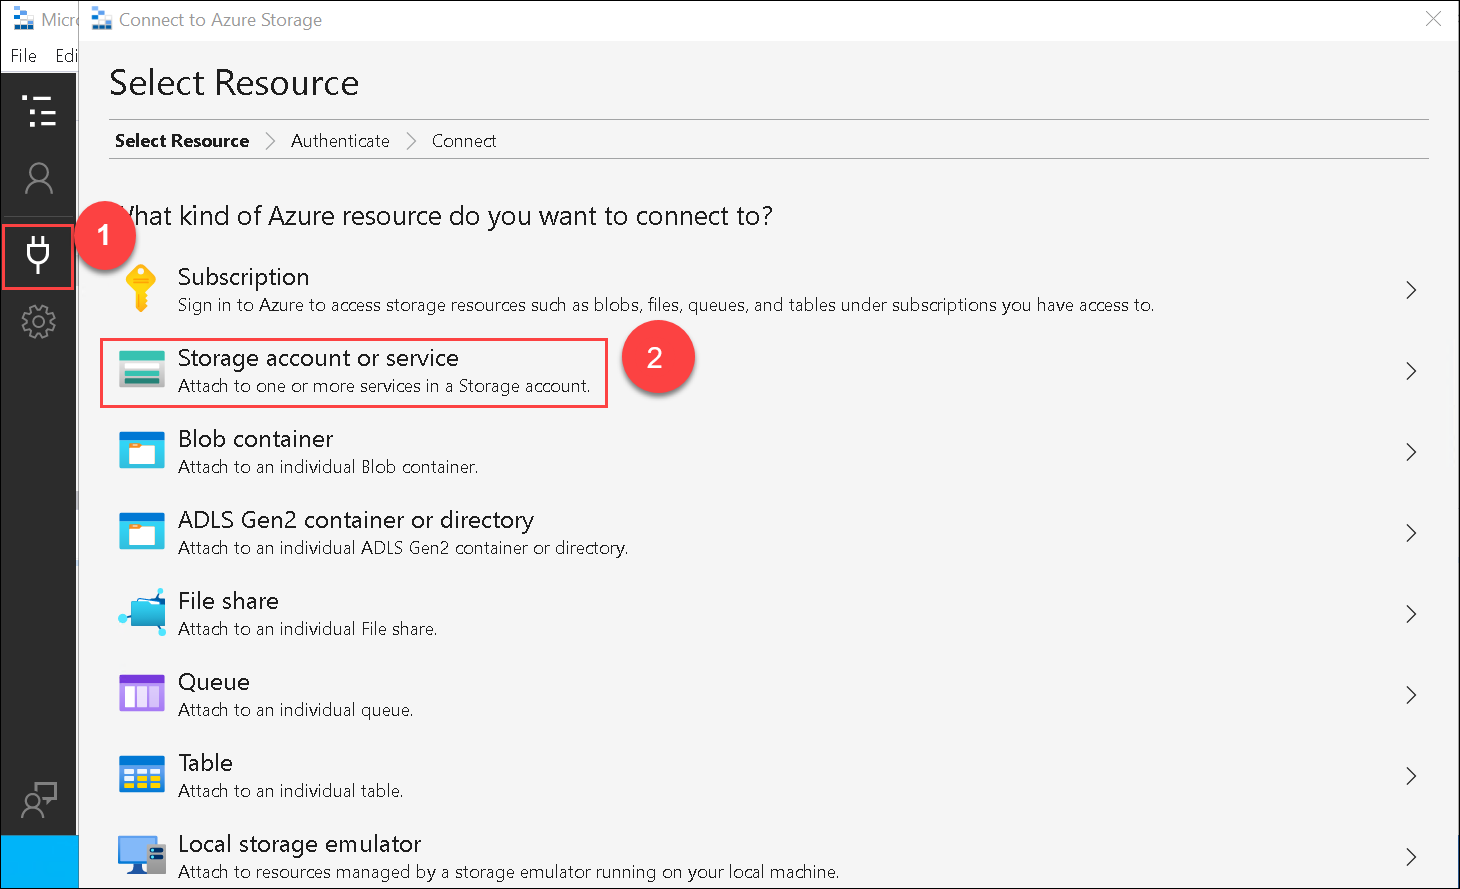 Micro
Connect to Azure Storage
File Edi
Select Resource
Select Resource Authenticate Connect
What kind of Azure resource do you want to connect to?
1
Subscription
Sign in to Azure to access storage resources such as blobs, files, queues, and tables under subscriptions you have access to.
Storage account or service
Attach to one or more services in a Storage account.
2
Blob container
Attach to an individual Blob container.
ADLS Gen2 container or directory
Attach to an individual ADLS Gen2 container or directory.
File share
Attach to an individual File share.
Queue
Attach to an individual queue.
Table
Attach to an individual table.
Local storage emulator
Attach to resources managed by a storage emulator running on your local machine.